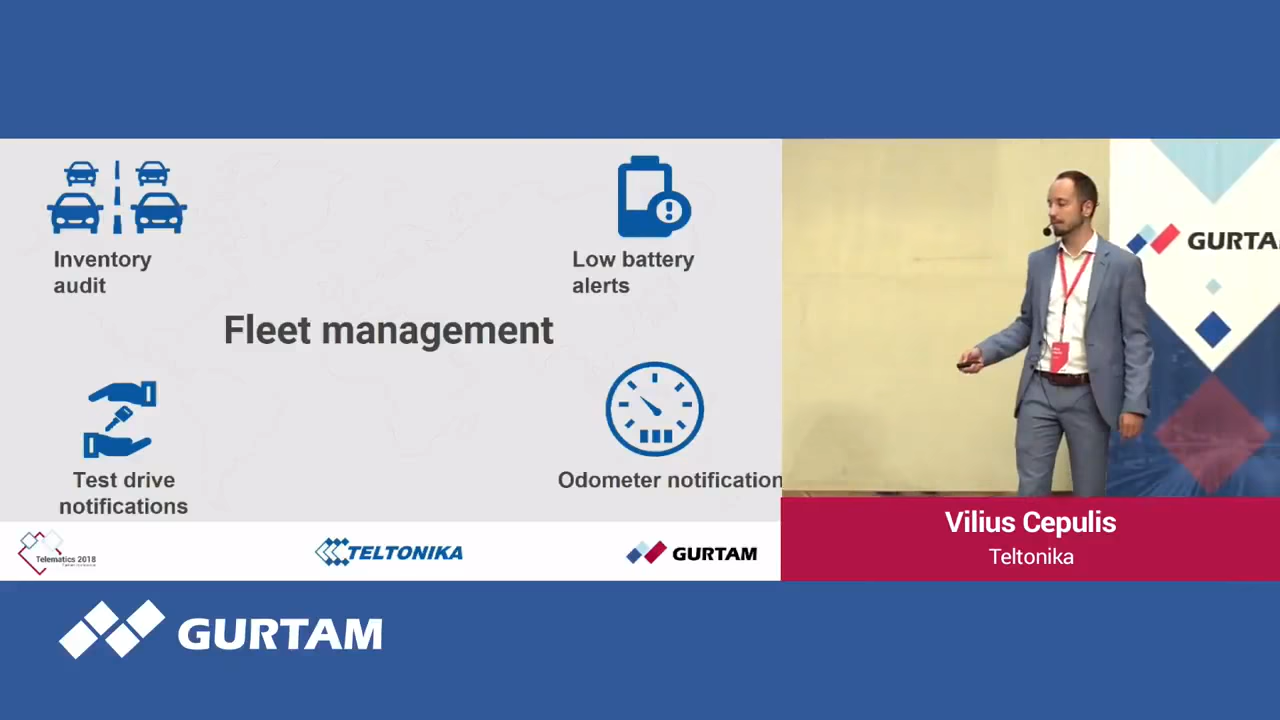 Inventory
audit
Low battery
alerts
Fleet management
Test drive
notifications
Odometer notification
Telematics 2018
TELTONIKA
GURTAM
GURTA
Vilius Cepulis
Teltonika
GURTAM